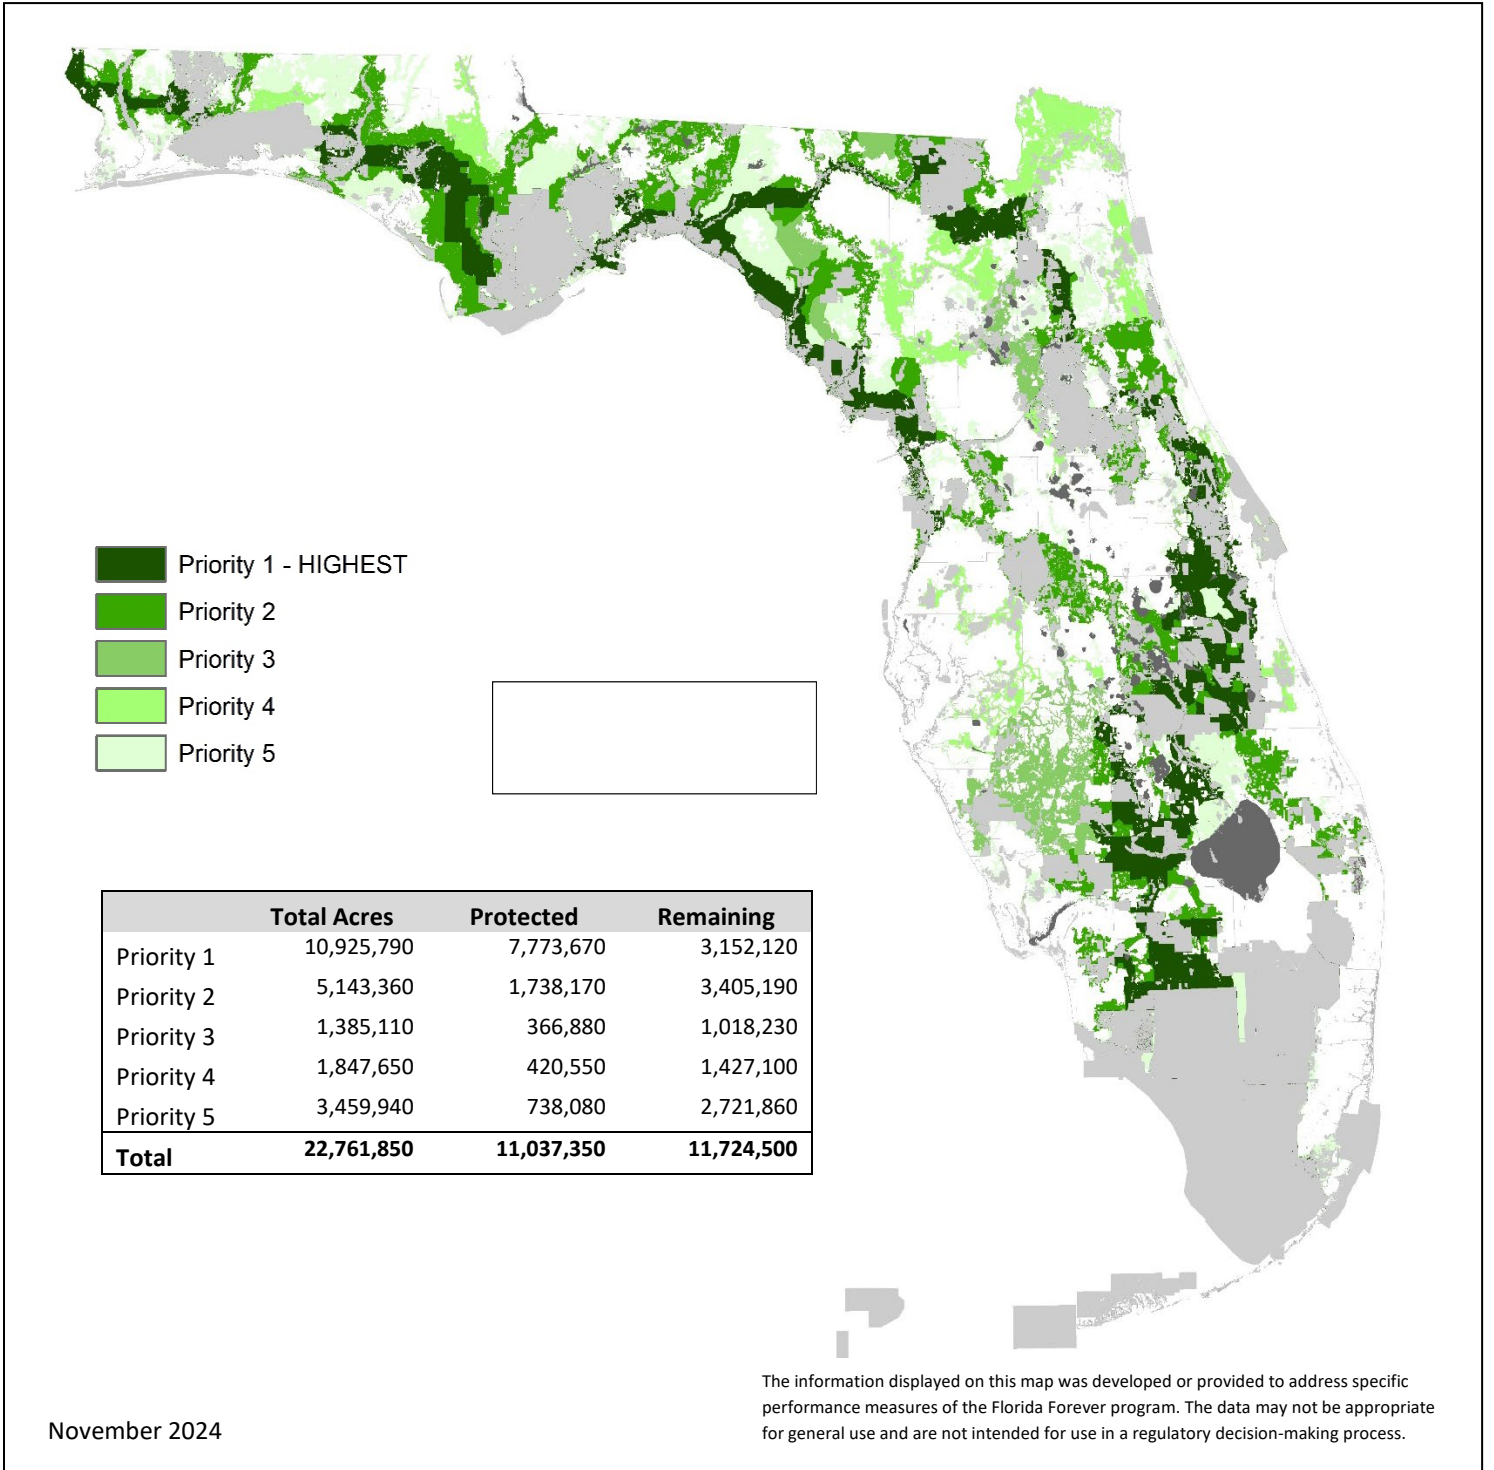 Priority 1 - HIGHEST
Priority 2
Priority 3
Priority 4
Priority 5
Total Acres Protected Remaining
Priority 1 10,925,790 7,773,670 3,152,120
Priority 2 5,143,360 1,738,170 3,405,190
Priority 3 1,385,110 366,880 1,018,230
Priority 4 1,847,650 420,550 1,427,100
Priority 5 3,459,940 738,080 2,721,860
Total 22,761,850 11,037,350 11,724,500
The information displayed on this map was developed or provided to address specific
performance measures of the Florida Forever program. The data may not be appropriate
for general use and are not intended for use in a regulatory decision-making process.
November 2024